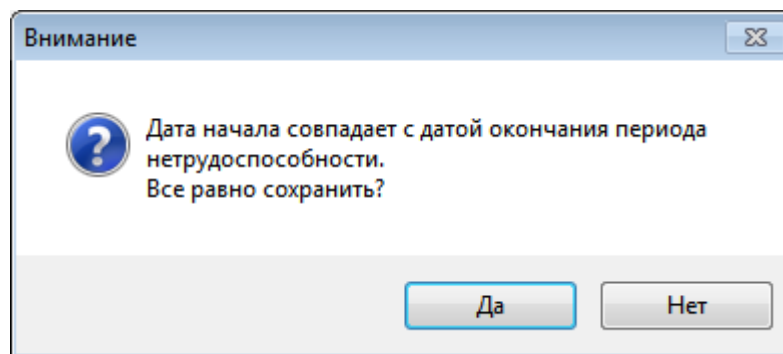 Внимание
Дата начала совпадает с датой окончания периода
нетрудоспособности.
Все равно сохранить?
Да
Нет